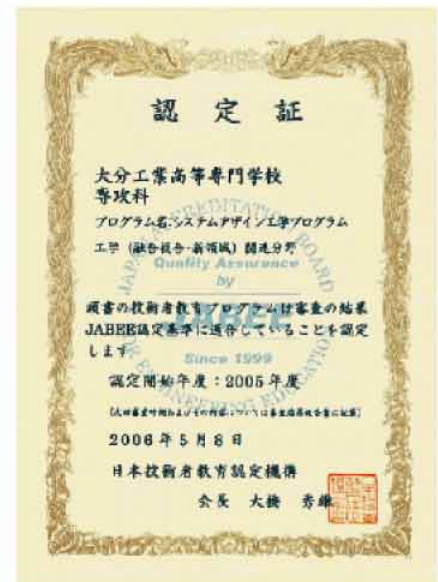 認定証
大分工業高等専門学校
専攻科
プログラム名:システムデザイン工学プログラム
工学(融合複合・新領域)関連分野
頭書の技術者教育プログラムは審査の結果
JABEE認定基準に適合していることを認定
します
認定開始年度:2005年度
2006年5月8日
日本技術者教育認定機構
会長 大橋 秀雄
JAPAN ACCREDITATION BOARD
FOR ENGINEERING EDUCATION
Quality Assurance
by
JABEE
Since 1999